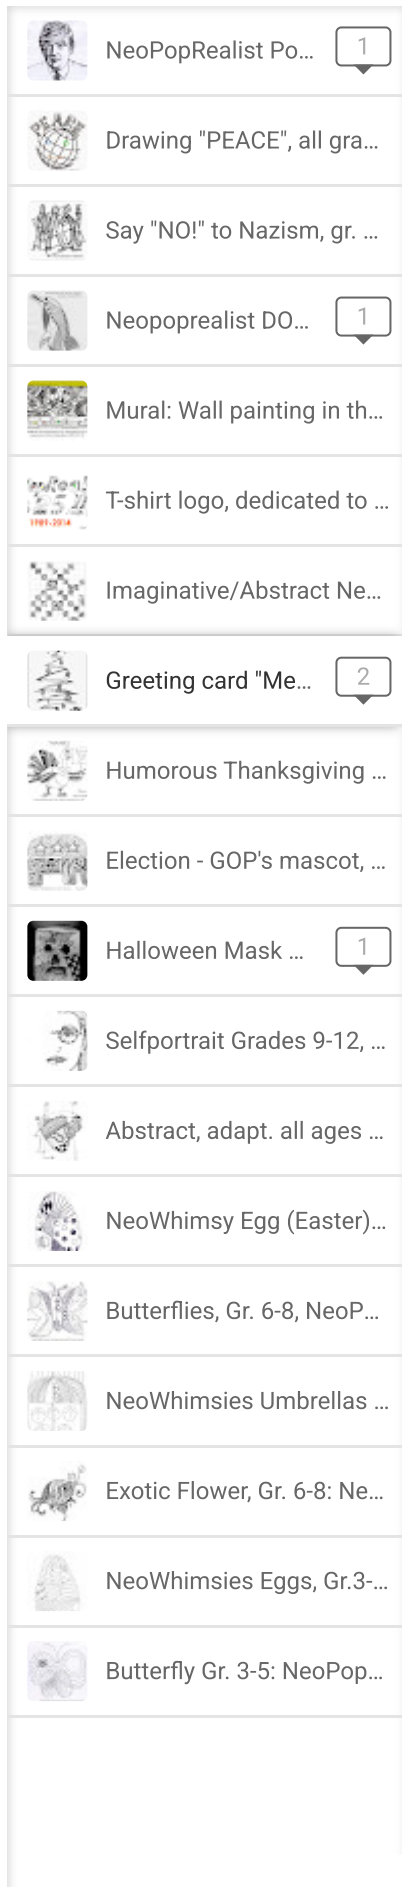 NeoPopRealist Po...
1
Drawing "PEACE", all gra...
Say "NO!" to Nazism, gr. ...
Neopoprealist DO...
1
Mural: Wall painting in th...
T-shirt logo, dedicated to ...
1989-2014
Imaginative/Abstract Ne...
Greeting card "Me...
2
Humorous Thanksgiving ...
Election - GOP's mascot, ...
Halloween Mask ...
1
Selfportrait Grades 9-12, ...
Abstract, adapt. all ages ...
NeoWhimsy Egg (Easter)...
Butterflies, Gr. 6-8, NeoP...
NeoWhimsies Umbrellas ...
Exotic Flower, Gr. 6-8: Ne...
NeoWhimsies Eggs, Gr.3-...
Butterfly Gr. 3-5: NeoPop...